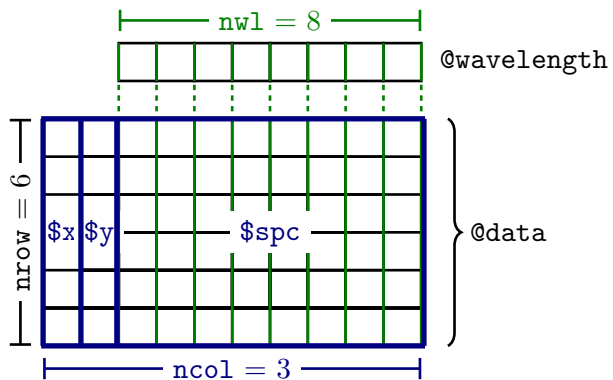 nwl = 8
@wavelength
nrow = 6
$x $y $spc
@data
ncol = 3